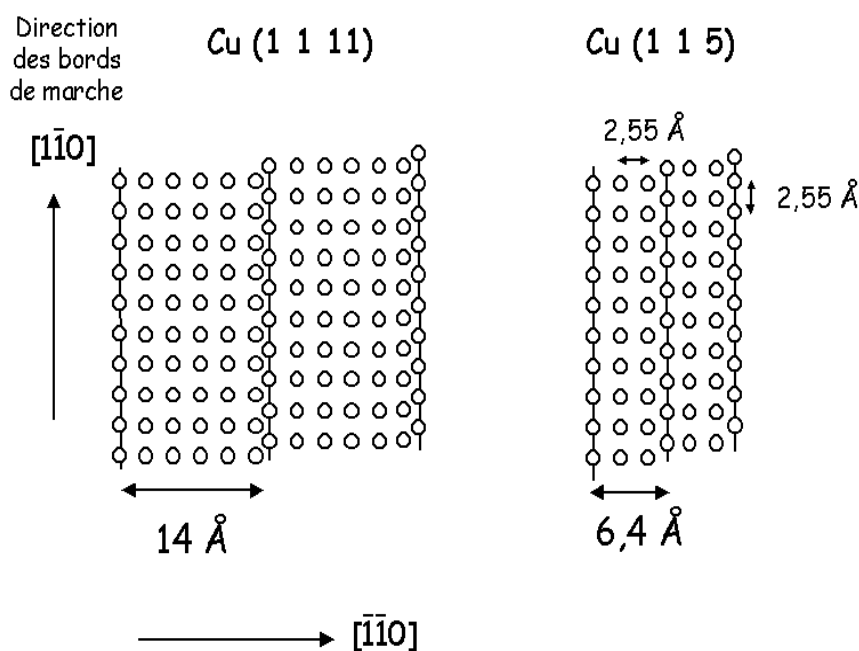 Direction
des bords
de marche
Cu (1 1 11)
Cu (1 1 5)
[11̅0]
2,55 Å
2,55 Å
14 Å
6,4 Å
[1̅1̅0]